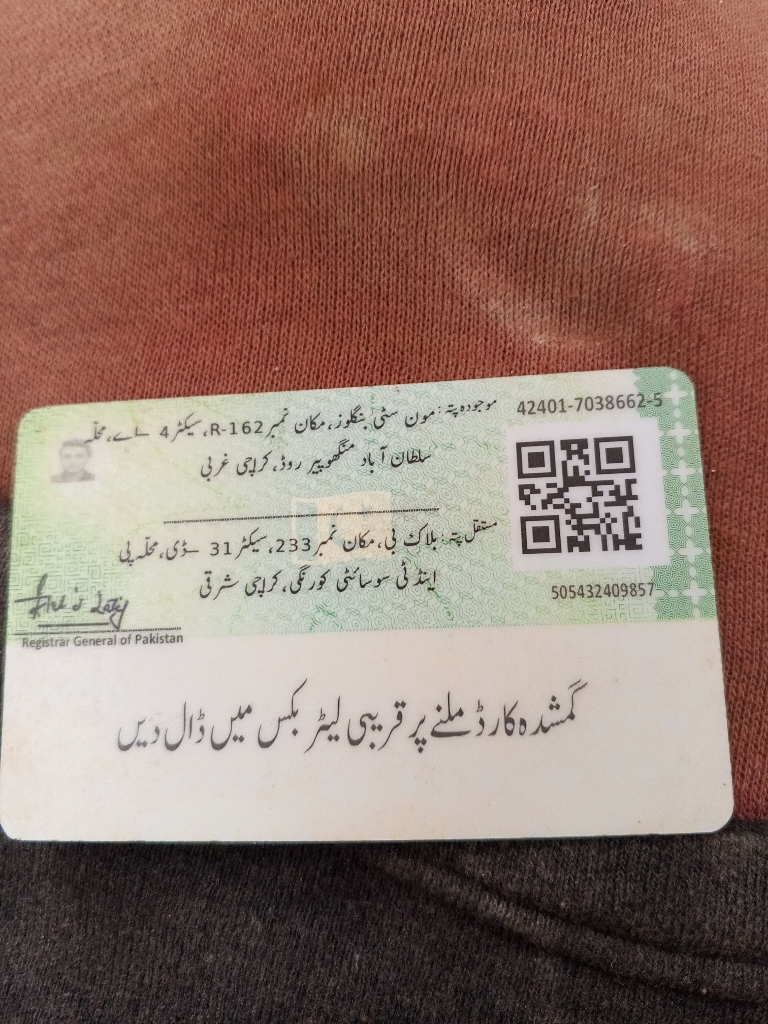 42401-7038662-5
موجودہ پتہ: مون سٹی بنگلوز، مکان نمبر R-162، سیکٹر 4 ـاے، محلہ
سلطان آباد منگھوپیر روڈ، کراچی غربی
مستقل پتہ: بلاک بی، مکان نمبر 233، سیکٹر 31 ـڈی، محلہ پی
اینڈ ٹی سوسائٹی کورنگی، کراچی شرقی
505432409857
Registrar General of Pakistan
گمشدہ کارڈ ملنے پر قریبی لیٹر بکس میں ڈال دیں